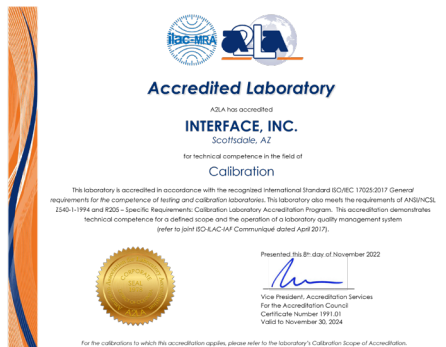 ilac-MRA
A2LA
Accredited Laboratory
A2LA has accredited
INTERFACE, INC.
Scottsdale, AZ
for technical competence in the field of
Calibration
This laboratory is accredited in accordance with the recognized International Standard ISO/IEC 17025:2017 General
requirements for the competence of testing and calibration laboratories. This laboratory also meets the requirements of ANSI/NCSL
Z540-1-1994 and R205 – Specific Requirements: Calibration Laboratory Accreditation Program. This accreditation demonstrates
technical competence for a defined scope and the operation of a laboratory quality management system
(refer to joint ISO-ILAC-IAF Communiqué dated April 2017).
Presented this 8th day of November 2022
CORPORATE
SEAL
A2LA
Vice President, Accreditation Services
For the Accreditation Council
Certificate Number 1991.01
Valid to November 30, 2024
For the calibrations to which this accreditation applies, please refer to the laboratory's Calibration Scope of Accreditation.